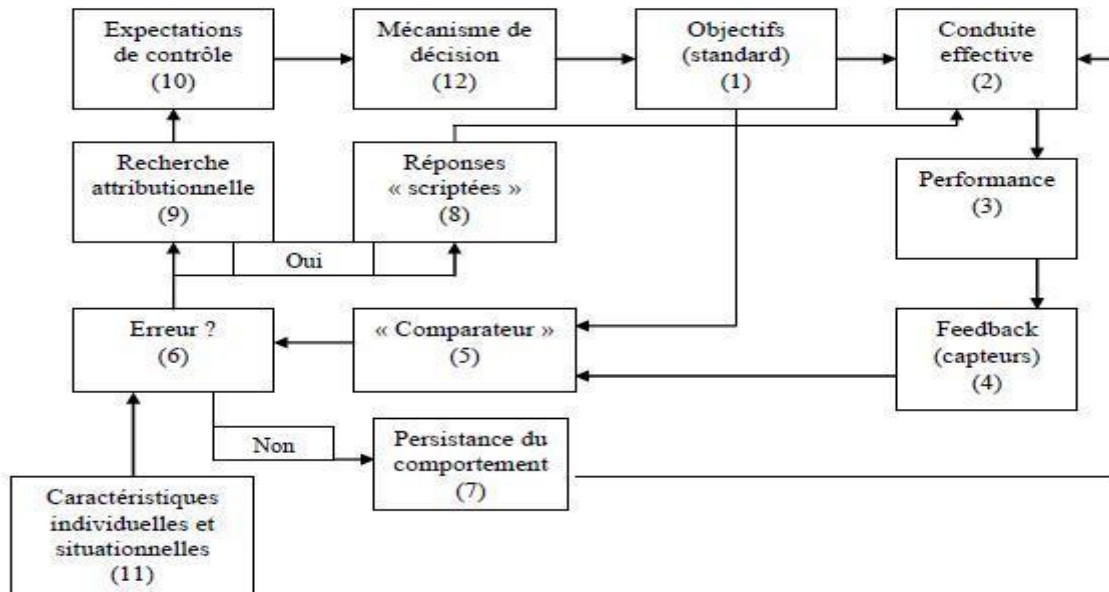 Expectations
de contrôle
(10)
Mécanisme de
décision
(12)
Objectifs
(standard)
(1)
Conduite
effective
(2)
Recherche
attributionnelle
(9)
Réponses
« scriptées »
(8)
Performance
(3)
Oui
Erreur ?
(6)
« Comparateur »
(5)
Feedback
(capteurs)
(4)
Non
Persistance du
comportement
(7)
Caractéristiques
individuelles et
situationnelles
(11)